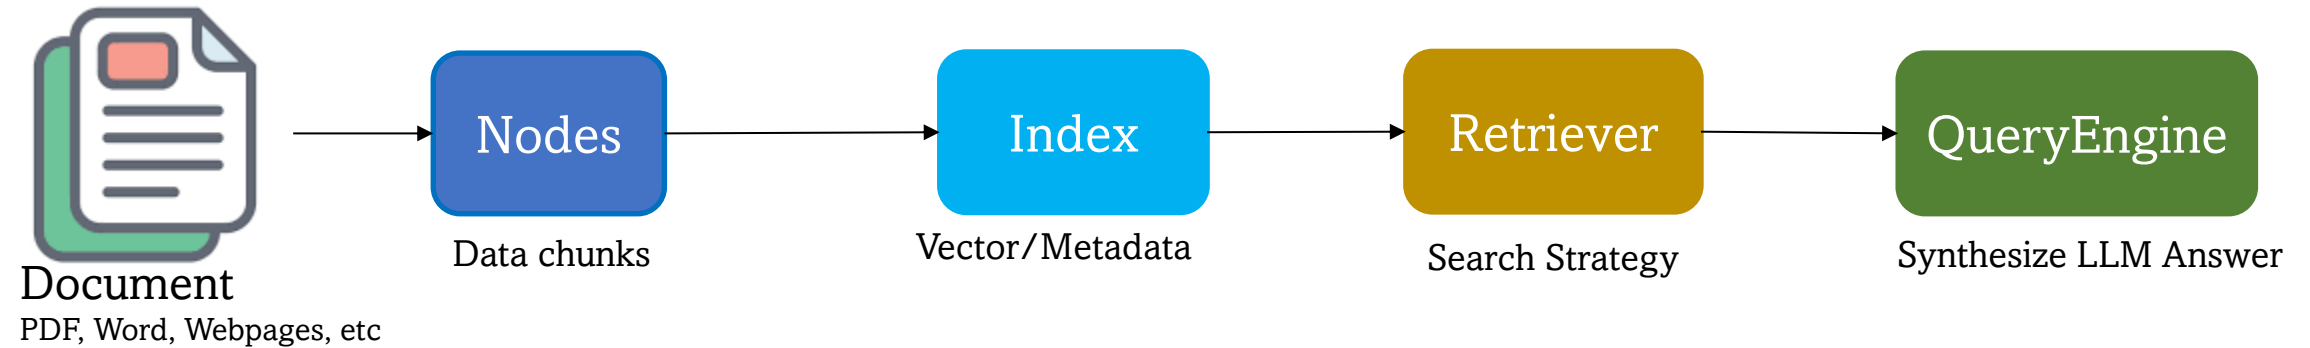 Nodes
Index
Retriever
QueryEngine
Data chunks
Vector/Metadata
Search Strategy
Synthesize LLM Answer
Document
PDF, Word, Webpages, etc